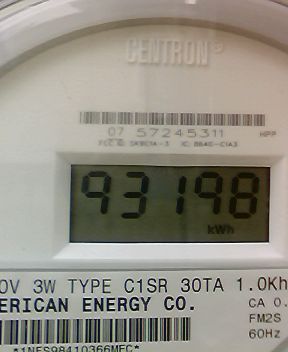 CENTRON®
07 57245311 HPP
93198
kWh
0V 3W TYPE C1SR 30TA 1.0Kh
ERICAN ENERGY CO. CA 0.
FM2S
60Hz